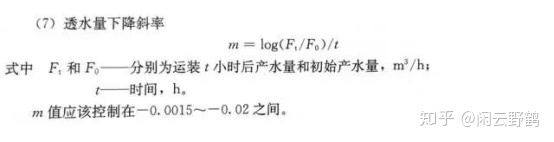 （7）透水量下降斜率
m = log(Fₜ/F₀)/t
式中 Fₜ 和 F₀——分别为运装 t 小时后产水量和初始产水量，m³/h；
t——时间，h。
m 值应该控制在－0.0015～－0.02 之间。
知乎 @闲云野鹤